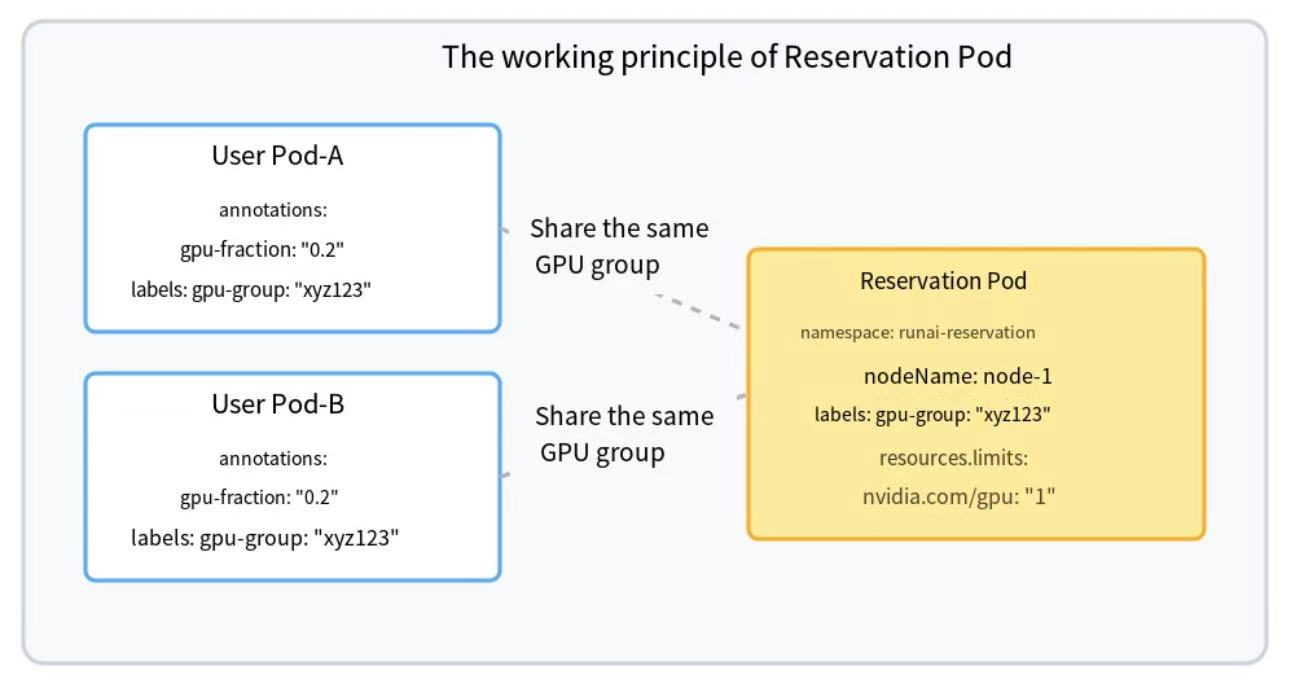 The working principle of Reservation Pod
User Pod-A
annotations:
gpu-fraction: "0.2"
labels: gpu-group: "xyz123"
Share the same
GPU group
User Pod-B
annotations:
gpu-fraction: "0.2"
labels: gpu-group: "xyz123"
Share the same
GPU group
Reservation Pod
namespace: runai-reservation
nodeName: node-1
labels: gpu-group: "xyz123"
resources.limits:
nvidia.com/gpu: "1"